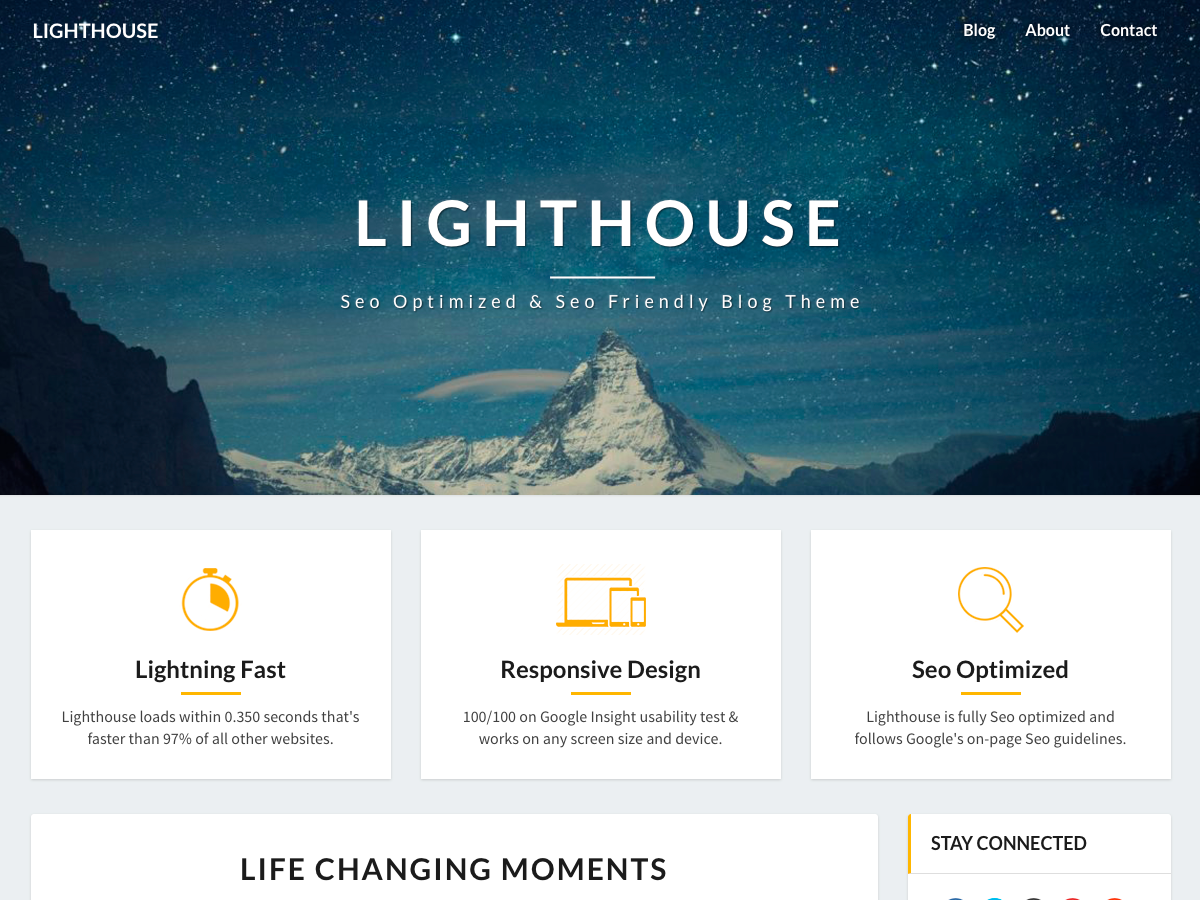 LIGHTHOUSE
Blog About Contact
LIGHTHOUSE
Seo Optimized & Seo Friendly Blog Theme
Lightning Fast
Lighthouse loads within 0.350 seconds that's
faster than 97% of all other websites.
Responsive Design
100/100 on Google Insight usability test &
works on any screen size and device.
Seo Optimized
Lighthouse is fully Seo optimized and
follows Google's on-page Seo guidelines.
LIFE CHANGING MOMENTS
STAY CONNECTED